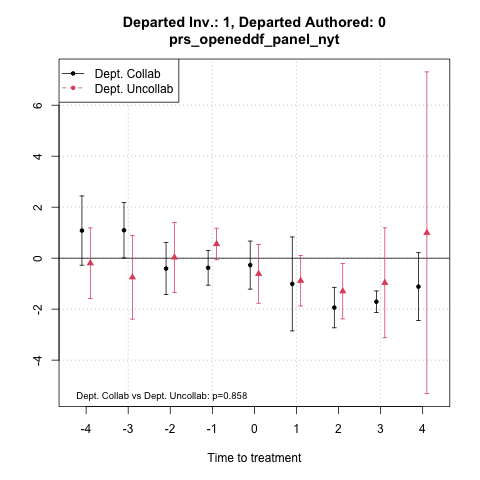 Departed Inv.: 1, Departed Authored: 0
prs_openeddf_panel_nyt
Dept. Collab
Dept. Uncollab
6
4
2
0
-2
-4
Dept. Collab vs Dept. Uncollab: p=0.858
-4 -3 -2 -1 0 1 2 3 4
Time to treatment